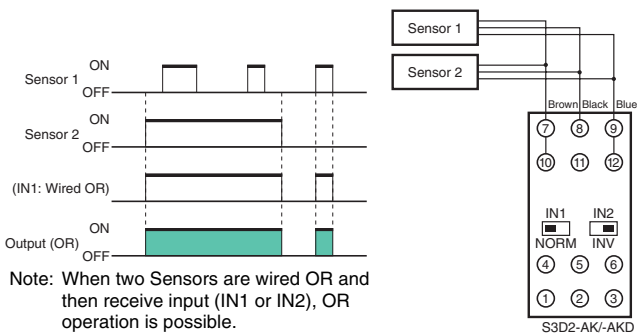 Sensor 1
ON
OFF
Sensor 2
ON
OFF
(IN1: Wired OR)
Output (OR)
ON
OFF
Note: When two Sensors are wired OR and
then receive input (IN1 or IN2), OR
operation is possible.
Sensor 1
Sensor 2
Brown Black Blue
7 8 9
10 11 12
IN1 IN2
NORM INV
4 5 6
1 2 3
S3D2-AK/-AKD